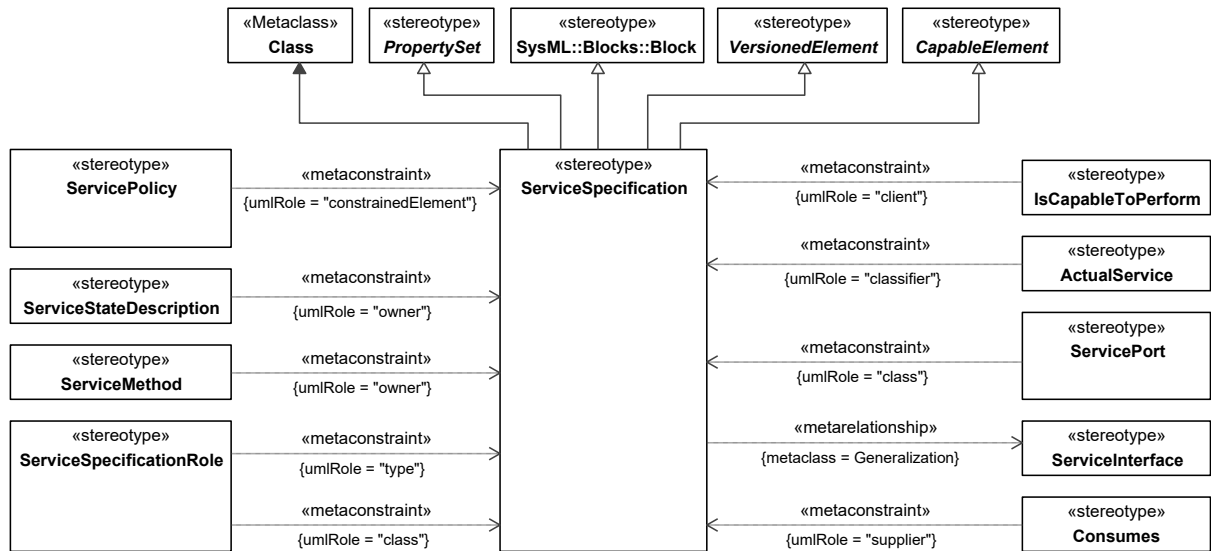 «Metaclass»
Class
«stereotype»
PropertySet
«stereotype»
SysML::Blocks::Block
«stereotype»
VersionedElement
«stereotype»
CapableElement
«stereotype»
ServicePolicy
«metaconstraint»
{umlRole = "constrainedElement"}
«stereotype»
ServiceStateDescription
«metaconstraint»
{umlRole = "owner"}
«stereotype»
ServiceMethod
«metaconstraint»
{umlRole = "owner"}
«stereotype»
ServiceSpecificationRole
«metaconstraint»
{umlRole = "type"}
«metaconstraint»
{umlRole = "class"}
«stereotype»
ServiceSpecification
«metaconstraint»
{umlRole = "client"}
«stereotype»
IsCapableToPerform
«metaconstraint»
{umlRole = "classifier"}
«stereotype»
ActualService
«metaconstraint»
{umlRole = "class"}
«stereotype»
ServicePort
«metarelationship»
{metaclass = Generalization}
«stereotype»
ServiceInterface
«metaconstraint»
{umlRole = "supplier"}
«stereotype»
Consumes